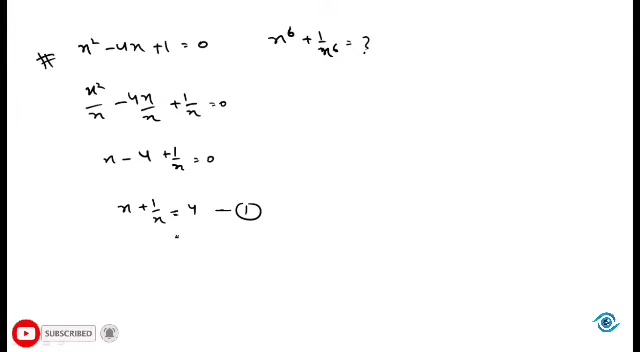 # x² - 4x + 1 = 0    x⁶ + 1/x⁶ = ?
x²/x - 4x/x + 1/x = 0
x - 4 + 1/x = 0
x + 1/x = 4 — ①
SUBSCRIBED